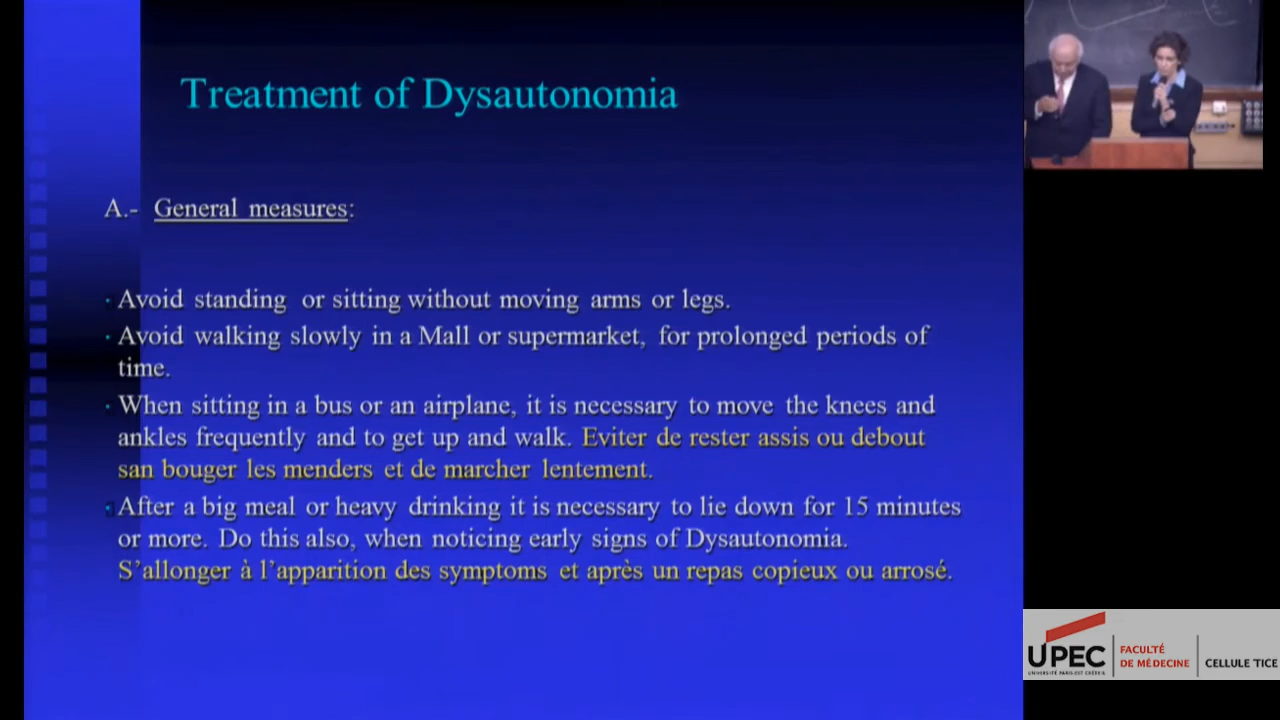 Treatment of Dysautonomia
A.- General measures:
· Avoid standing or sitting without moving arms or legs.
· Avoid walking slowly in a Mall or supermarket, for prolonged periods of
time.
· When sitting in a bus or an airplane, it is necessary to move the knees and
ankles frequently and to get up and walk. Eviter de rester assis ou debout
san bouger les menders et de marcher lentement.
· After a big meal or heavy drinking it is necessary to lie down for 15 minutes
or more. Do this also, when noticing early signs of Dysautonomia.
S'allonger à l'apparition des symptoms et après un repas copieux ou arrosé.
UPEC
UNIVERSITÉ PARIS-EST CRÉTEIL
FACULTÉ
DE MÉDECINE
CELLULE TICE